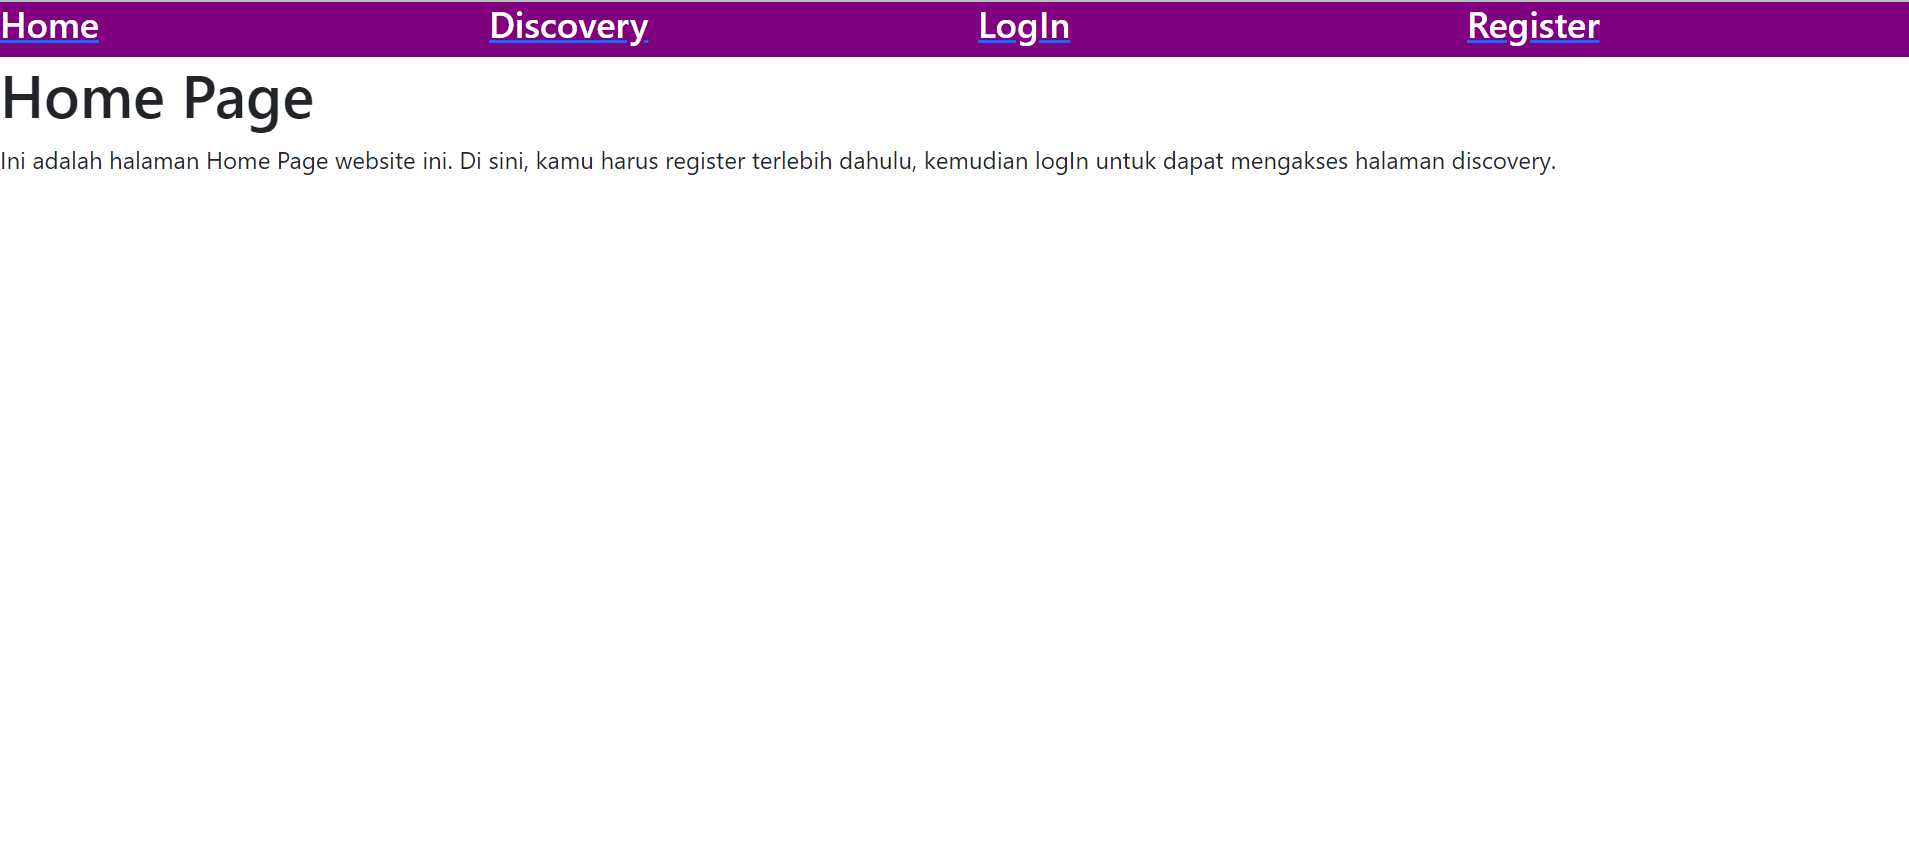 Home Discovery LogIn Register
Home Page
Ini adalah halaman Home Page website ini. Di sini, kamu harus register terlebih dahulu, kemudian logIn untuk dapat mengakses halaman discovery.